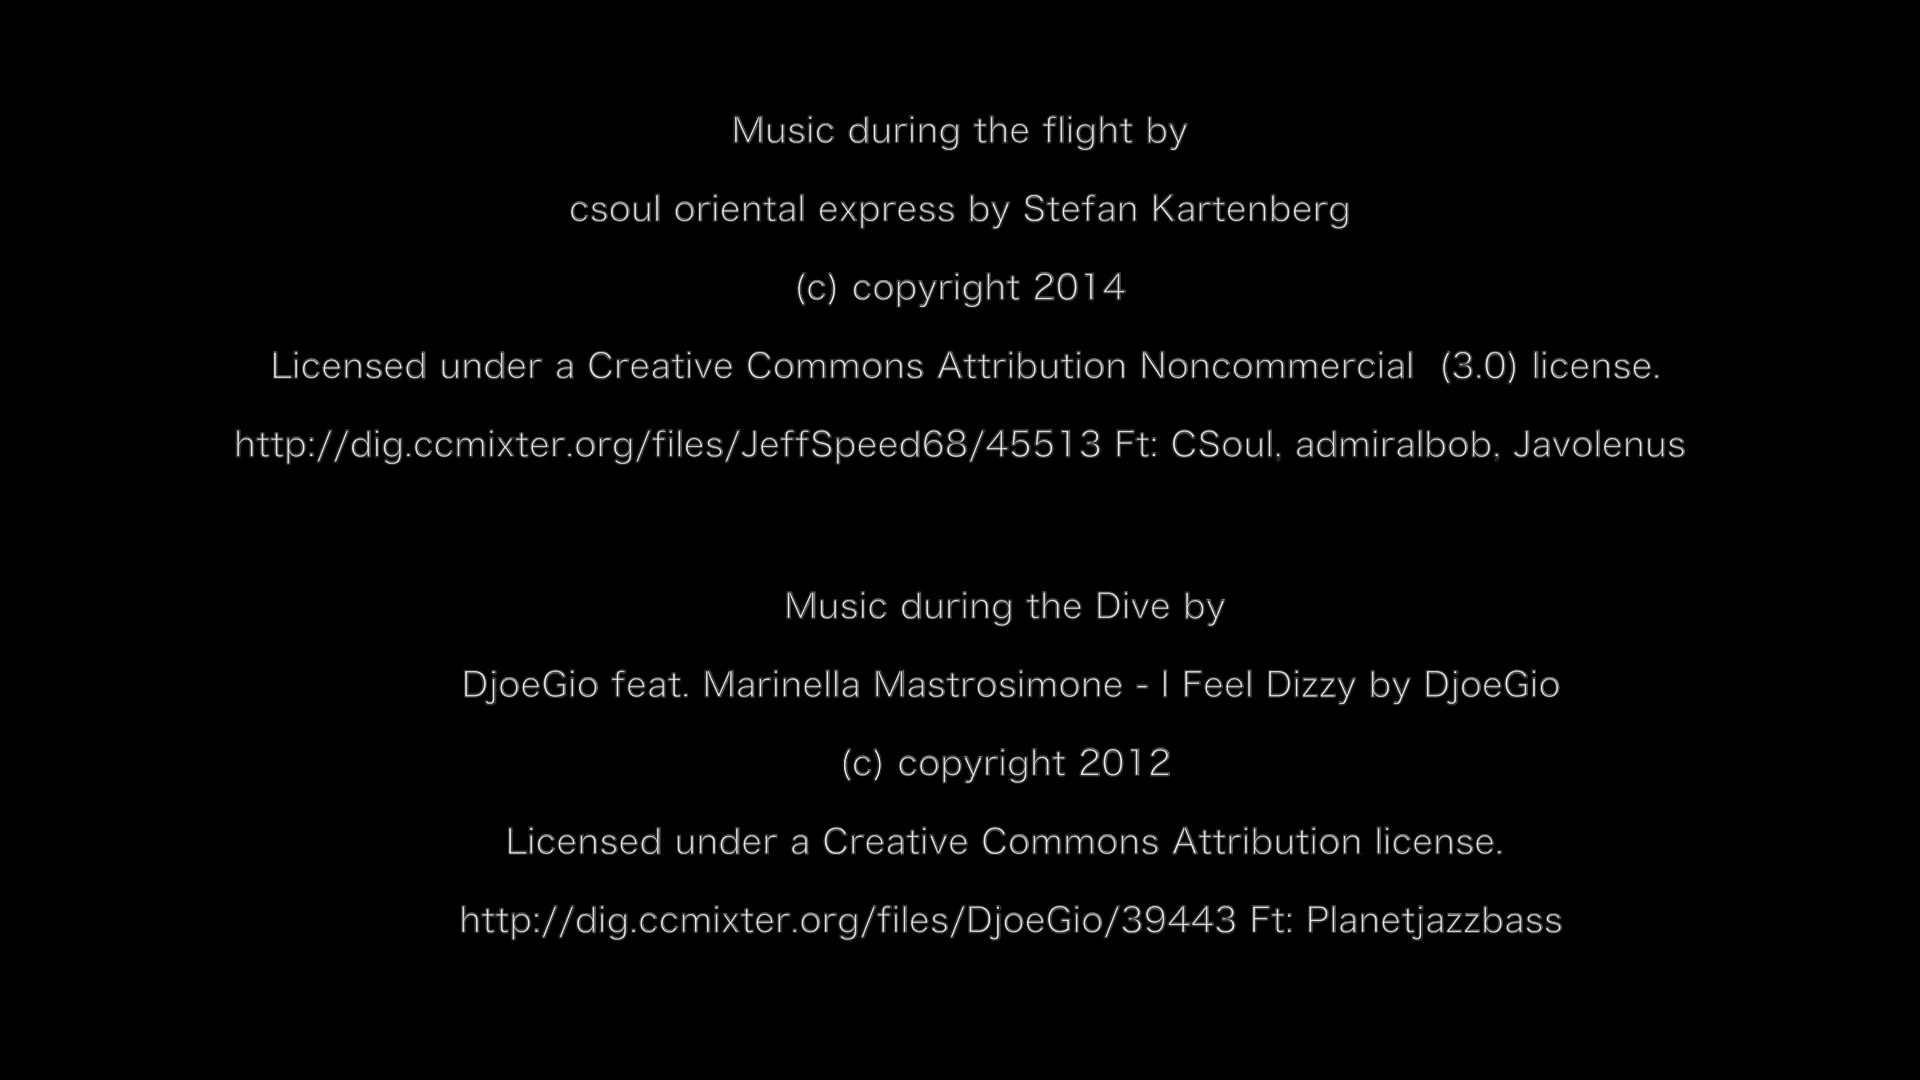 Music during the flight by
csoul oriental express by Stefan Kartenberg
(c) copyright 2014
Licensed under a Creative Commons Attribution Noncommercial  (3.0) license.
http://dig.ccmixter.org/files/JeffSpeed68/45513 Ft: CSoul, admiralbob, Javolenus
Music during the Dive by
DjoeGio feat. Marinella Mastrosimone - I Feel Dizzy by DjoeGio
(c) copyright 2012
Licensed under a Creative Commons Attribution license.
http://dig.ccmixter.org/files/DjoeGio/39443 Ft: Planetjazzbass